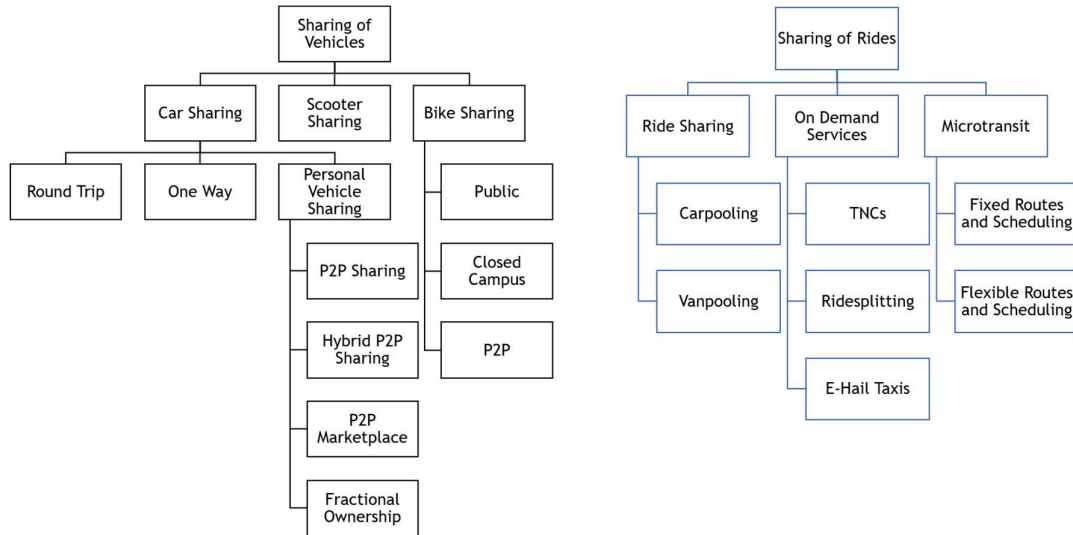 Sharing of
Vehicles
Car Sharing
Scooter
Sharing
Bike Sharing
Round Trip
One Way
Personal
Vehicle
Sharing
Public
P2P Sharing
Closed
Campus
Hybrid P2P
Sharing
P2P
P2P
Marketplace
Fractional
Ownership
Sharing of Rides
Ride Sharing
On Demand
Services
Microtransit
Carpooling
TNCs
Fixed Routes
and Scheduling
Vanpooling
Ridesplitting
Flexible Routes
and Scheduling
E-Hail Taxis